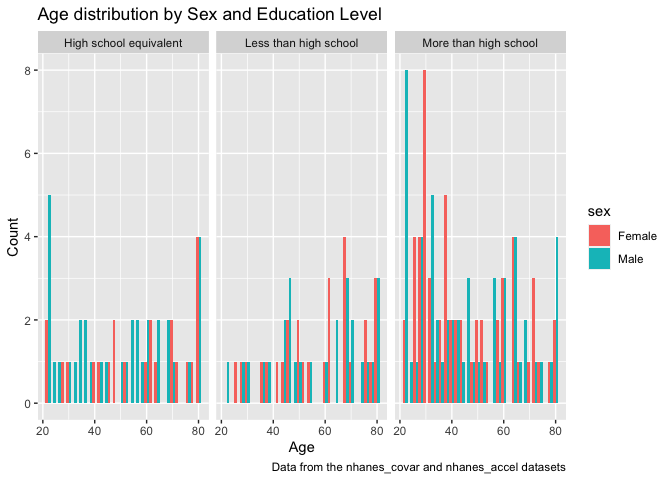 Age distribution by Sex and Education Level
High school equivalent
Less than high school
More than high school
8
6
4
2
0
Count
20 40 60 80
20 40 60 80
20 40 60 80
Age
sex
Female
Male
Data from the nhanes_covar and nhanes_accel datasets